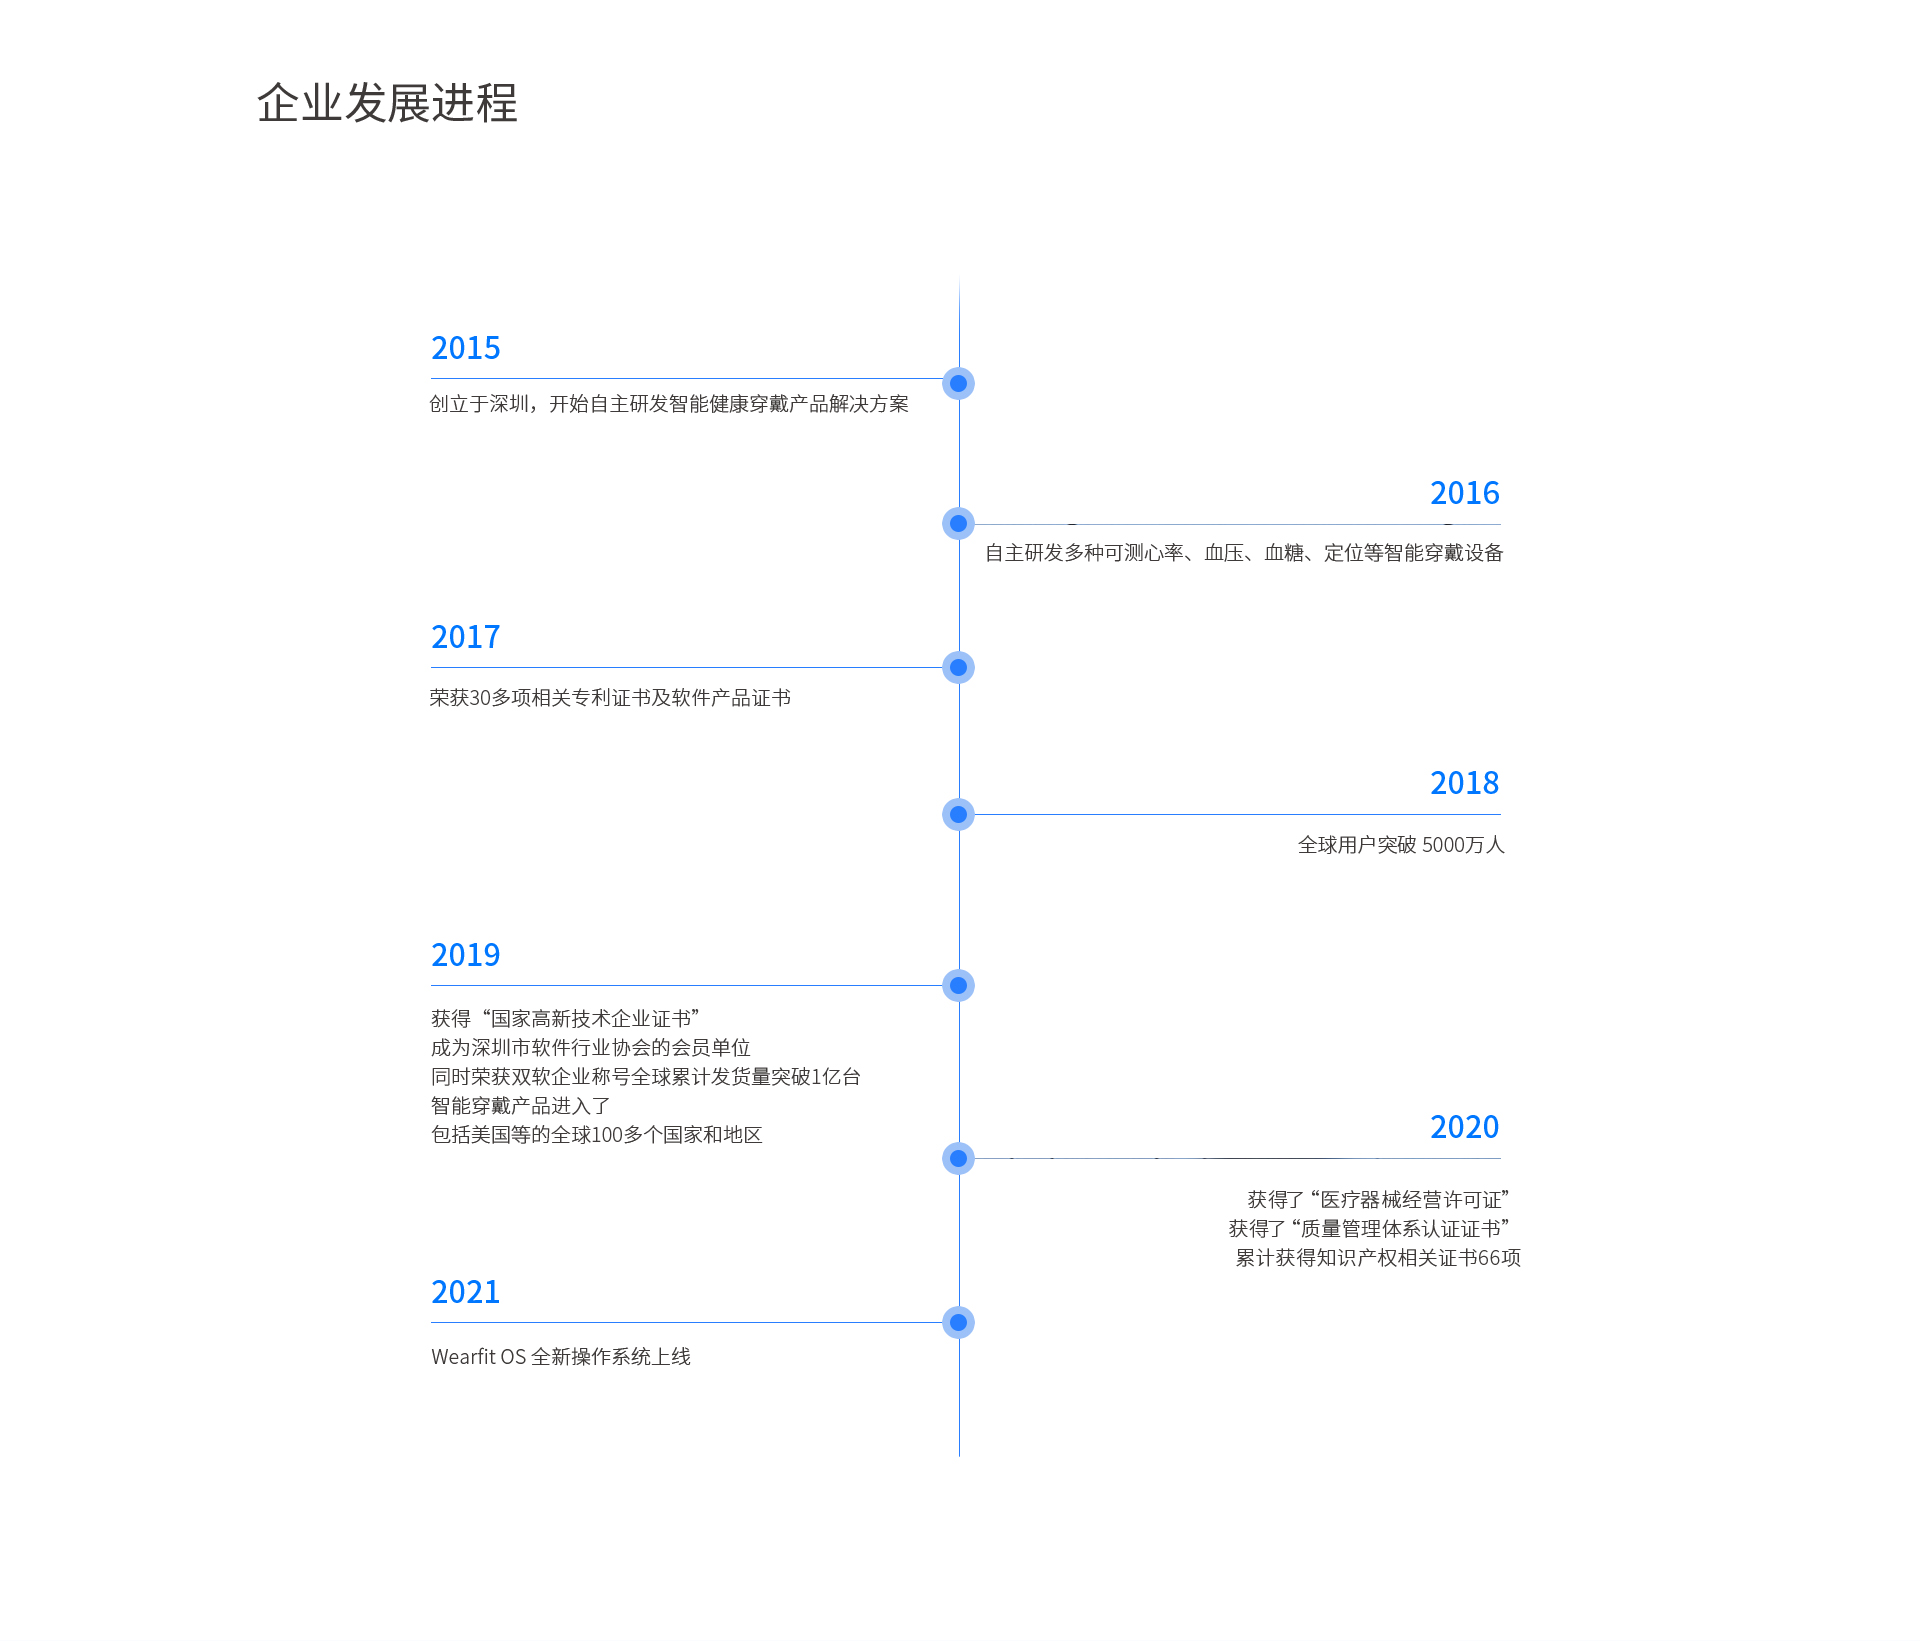 企业发展进程
2015
创立于深圳，开始自主研发智能健康穿戴产品解决方案
2016
自主研发多种可测心率、血压、血糖、定位等智能穿戴设备
2017
荣获30多项相关专利证书及软件产品证书
2018
全球用户突破 5000万人
2019
获得“国家高新技术企业证书”
成为深圳市软件行业协会的会员单位
同时荣获双软企业称号全球累计发货量突破1亿台
智能穿戴产品进入了
包括美国等的全球100多个国家和地区
2020
获得了“医疗器械经营许可证”
获得了“质量管理体系认证证书”
累计获得知识产权相关证书66项
2021
Wearfit OS 全新操作系统上线